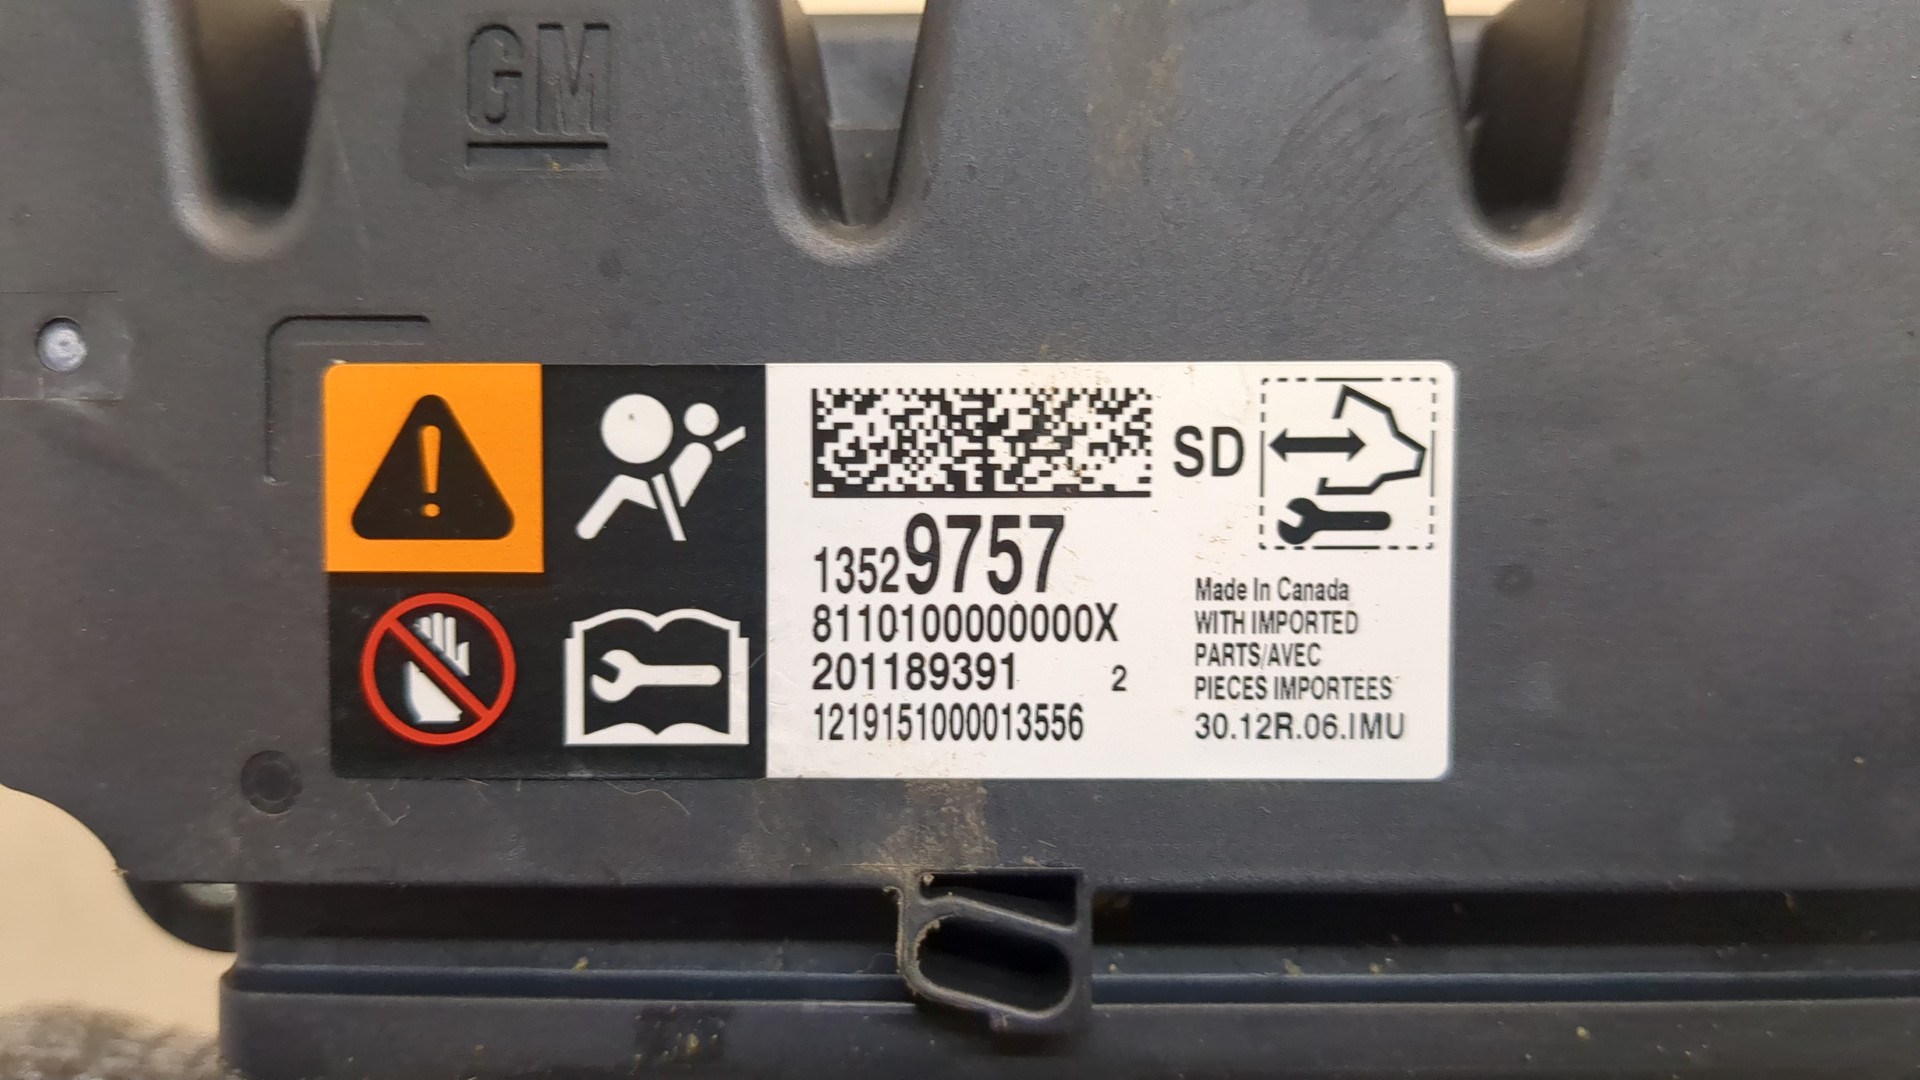 GM
SD
13529757
8110100000000X
201189391 2
1219151000013556
Made In Canada
WITH IMPORTED
PARTS/AVEC
PIECES IMPORTEES
30.12R.06.IMU